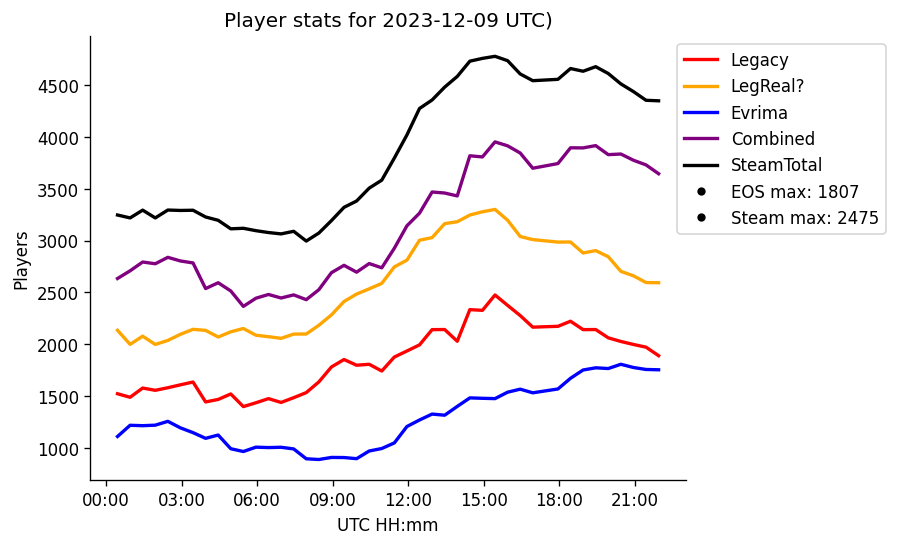 Player stats for 2023-12-09 UTC)
Players
4500
4000
3500
3000
2500
2000
1500
1000
00:00 03:00 06:00 09:00 12:00 15:00 18:00 21:00
UTC HH:mm
Legacy
LegReal?
Evrima
Combined
SteamTotal
EOS max: 1807
Steam max: 2475